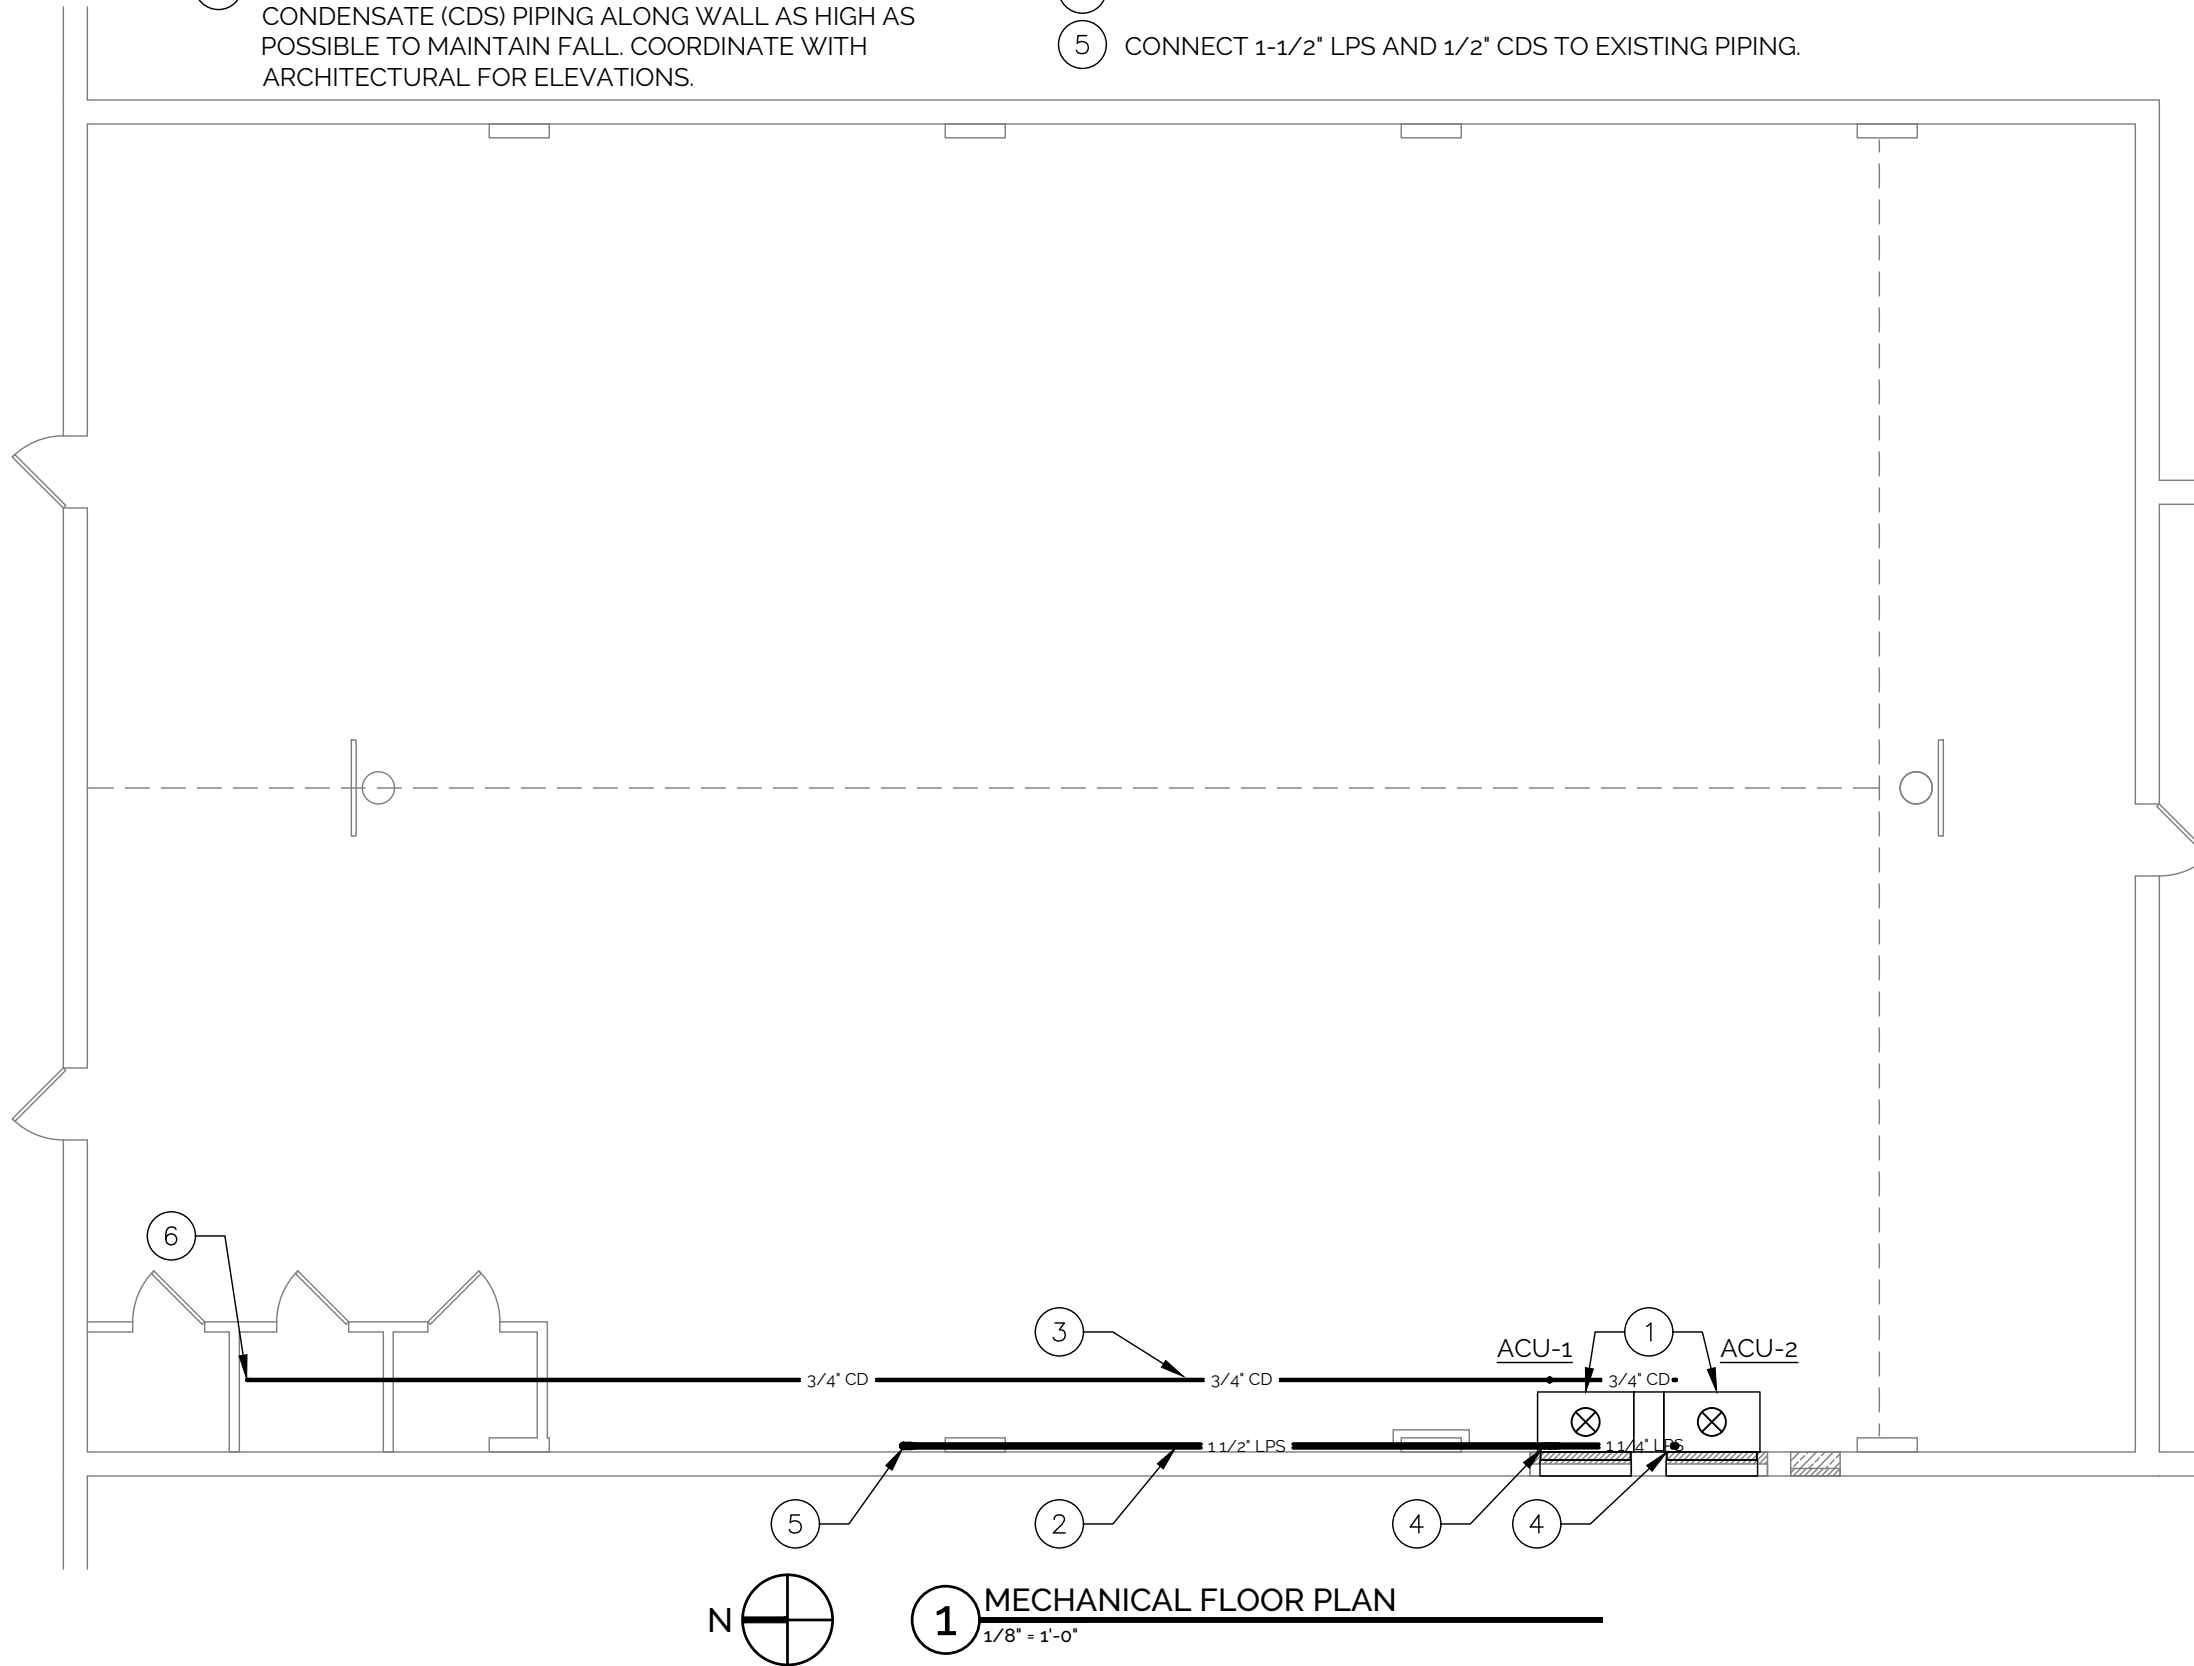 CONDENSATE (CDS) PIPING ALONG WALL AS HIGH AS
POSSIBLE TO MAINTAIN FALL. COORDINATE WITH
ARCHITECTURAL FOR ELEVATIONS.
5 CONNECT 1-1/2" LPS AND 1/2" CDS TO EXISTING PIPING.
6
3
1
ACU-1
ACU-2
3/4" CD
3/4" CD
3/4" CD
1 1/2" LPS
1 1/4" LPS
5
2
4
4
N
1
MECHANICAL FLOOR PLAN
1/8" = 1'-0"